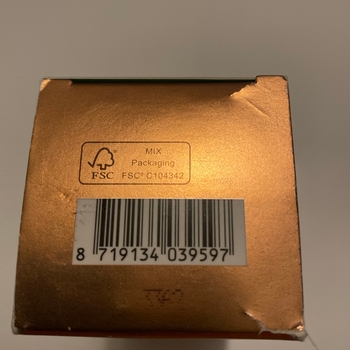 MIX
Packaging
FSC
FSC® C104342
8 719134 039597